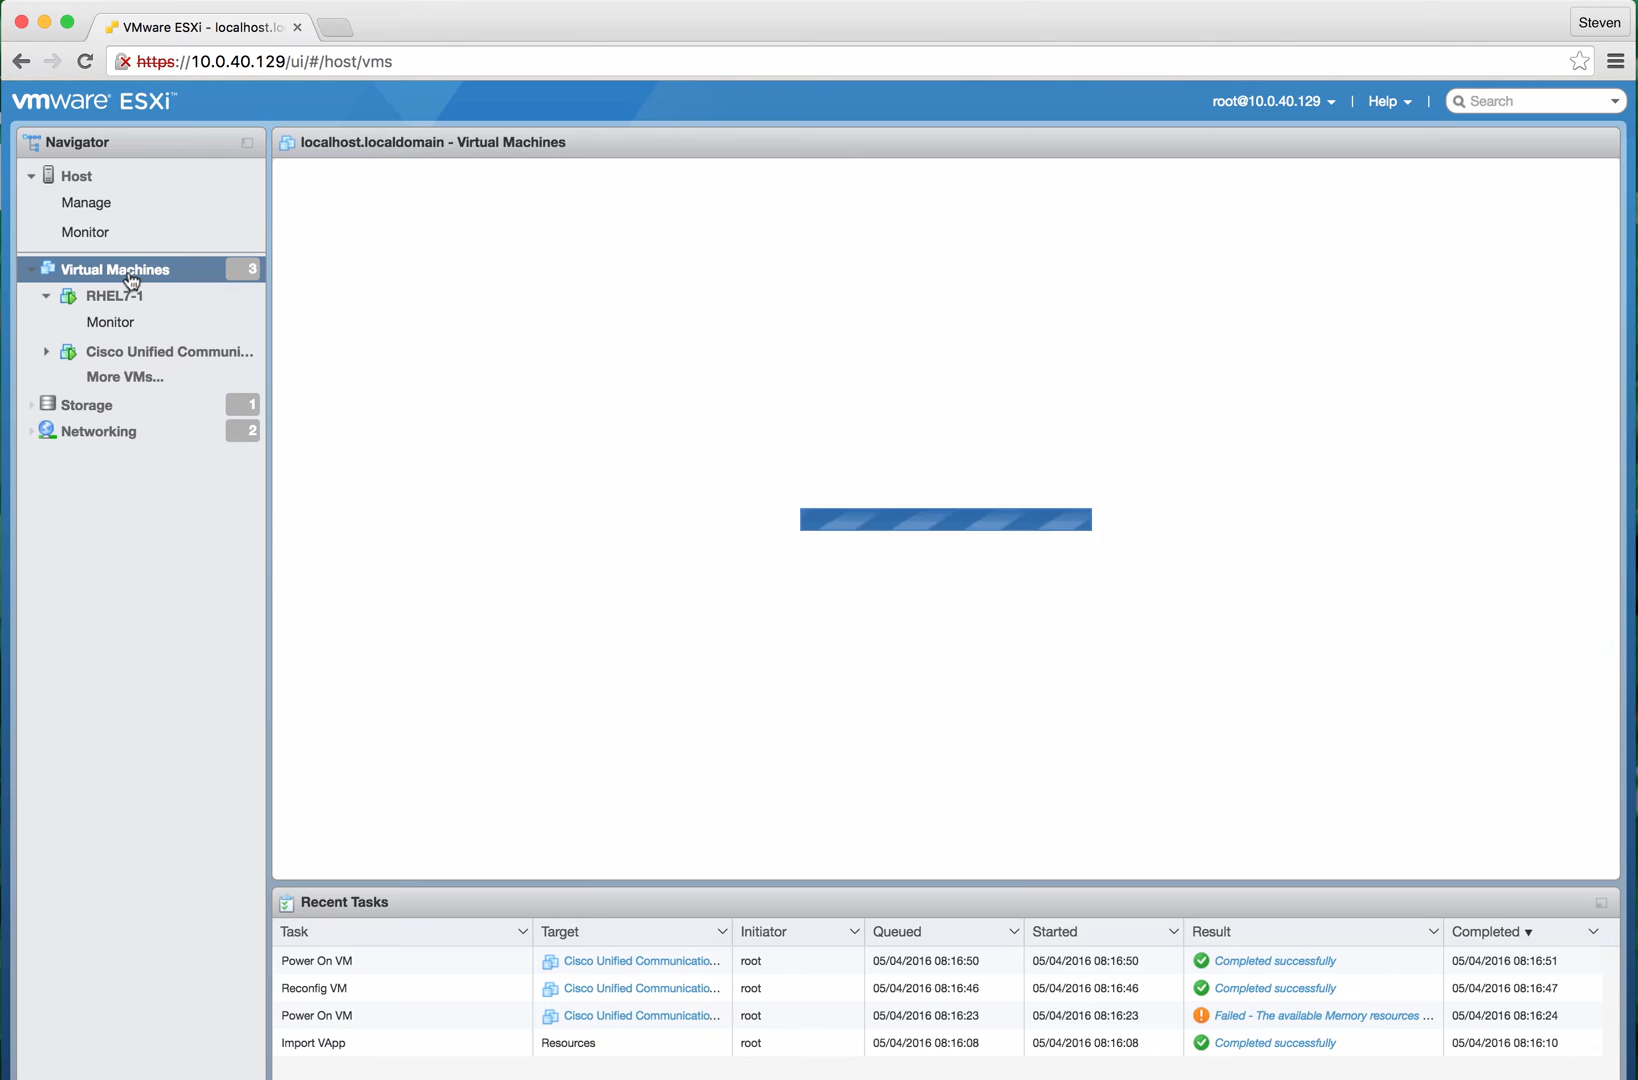 VMware ESXi - localhost.lo
Steven
https://10.0.40.129/ui/#/host/vms
vmware® ESXi™
root@10.0.40.129 | Help | Search
Navigator
Host
Manage
Monitor
Virtual Machines 3
RHEL7-1
Monitor
Cisco Unified Communi...
More VMs...
Storage 1
Networking 2
localhost.localdomain - Virtual Machines
Recent Tasks
Task Target Initiator Queued Started Result Completed ▼
Power On VM Cisco Unified Communicatio... root 05/04/2016 08:16:50 05/04/2016 08:16:50 Completed successfully 05/04/2016 08:16:51
Reconfig VM Cisco Unified Communicatio... root 05/04/2016 08:16:46 05/04/2016 08:16:46 Completed successfully 05/04/2016 08:16:47
Power On VM Cisco Unified Communicatio... root 05/04/2016 08:16:23 05/04/2016 08:16:23 Failed - The available Memory resources ... 05/04/2016 08:16:24
Import VApp Resources root 05/04/2016 08:16:08 05/04/2016 08:16:08 Completed successfully 05/04/2016 08:16:10